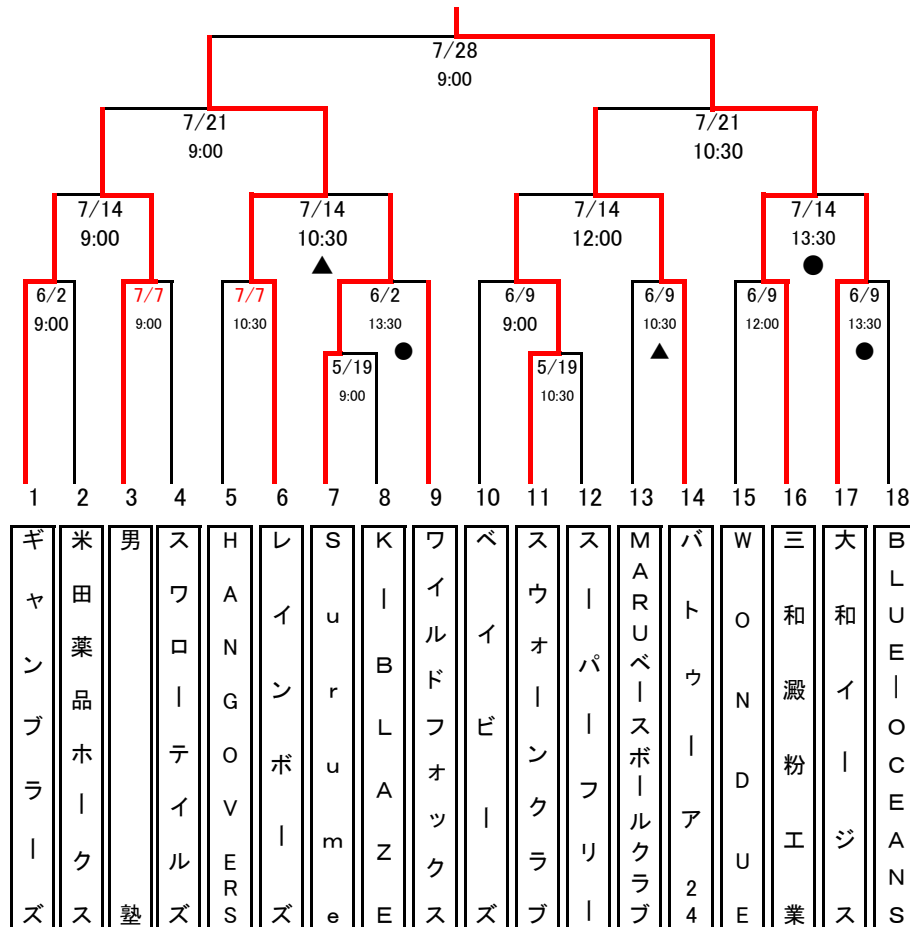 7/28
9:00
7/21
9:00
7/21
10:30
7/14
9:00
7/14
10:30
▲
7/14
12:00
7/14
13:30
●
6/2
9:00
7/7
9:00
7/7
10:30
6/2
13:30
●
6/9
9:00
6/9
10:30
▲
6/9
12:00
6/9
13:30
●
5/19
9:00
5/19
10:30
1 2 3 4 5 6 7 8 9 10 11 12 13 14 15 16 17 18
ギャンブラーズ
米田薬品ホークス
男塾
スワローテイルズ
HANGOVERS
レインボーズ
Surume
K－BLAZE
ワイルドフォックス
ベイビーズ
スウォーンクラブ
スーパーフリー
MARUベースボールクラブ
バトゥーア24
WONDUE
三和澱粉工業
大和イージス
BLUE－OCEANS